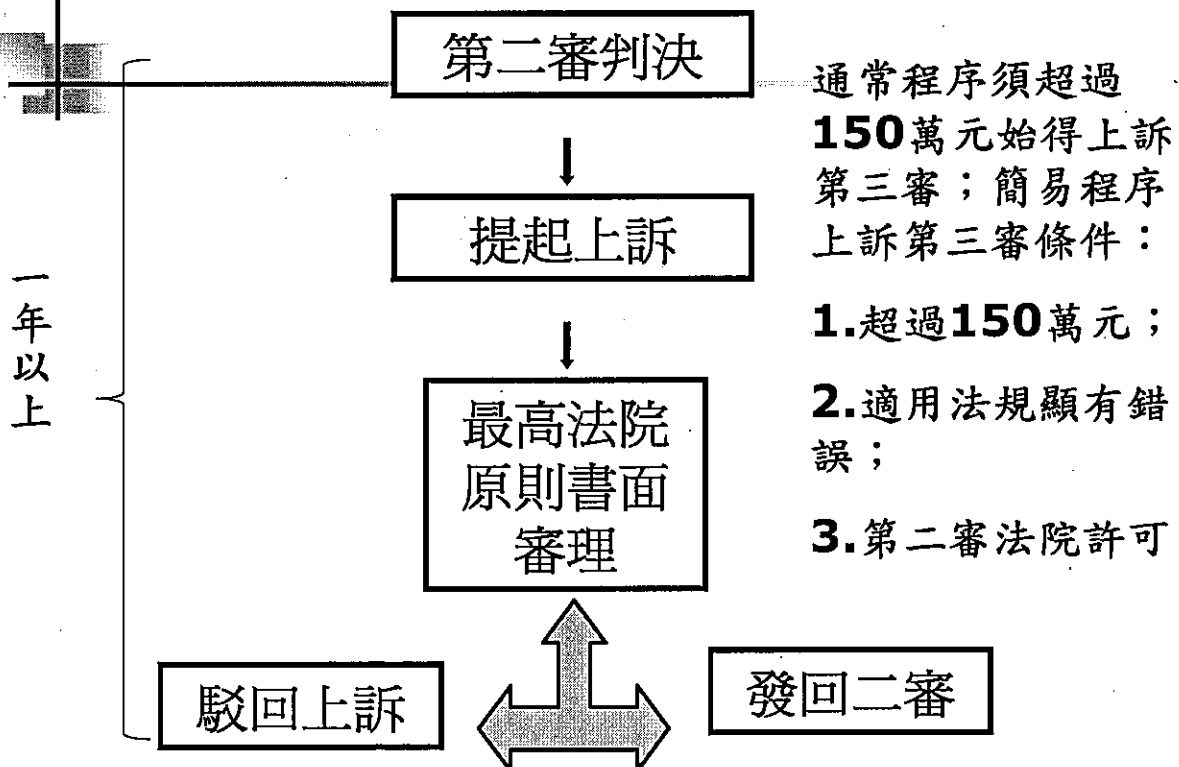 第二審判決
提起上訴
最高法院
原則書面
審理
駁回上訴
發回二審
一年以上
通常程序須超過
150萬元始得上訴
第三審；簡易程序
上訴第三審條件：
1.超過150萬元；
2.適用法規顯有錯
誤；
3.第二審法院許可